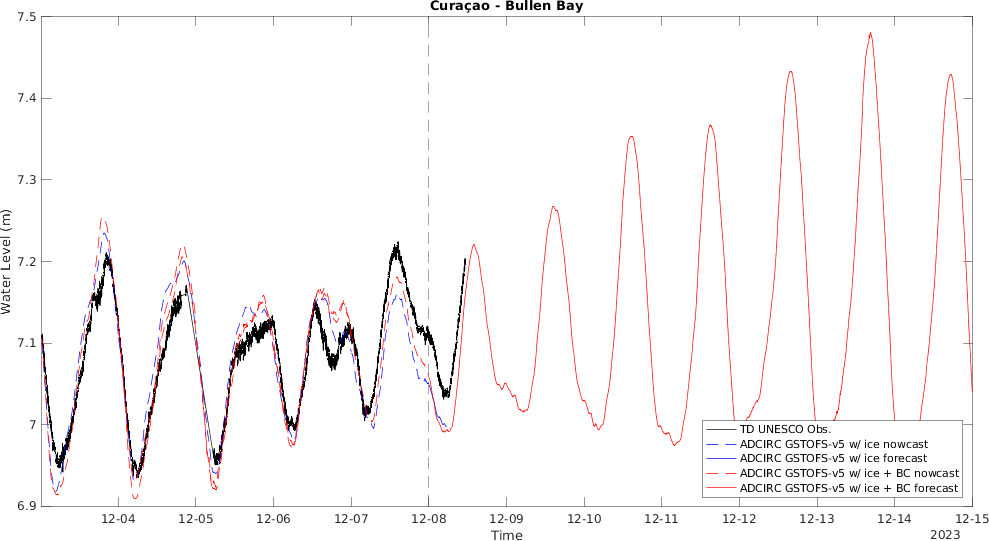 Curaçao - Bullen Bay
7.5
7.4
7.3
7.2
7.1
7
6.9
Water Level (m)
TD UNESCO Obs.
ADCIRC GSTOFS-v5 w/ ice nowcast
ADCIRC GSTOFS-v5 w/ ice forecast
ADCIRC GSTOFS-v5 w/ ice + BC nowcast
ADCIRC GSTOFS-v5 w/ ice + BC forecast
12-04 12-05 12-06 12-07 12-08 12-09 12-10 12-11 12-12 12-13 12-14 12-15
Time
2023